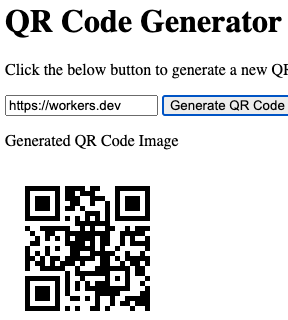 QR Code Generator
Click the below button to generate a new QR
https://workers.dev
Generate QR Code
Generated QR Code Image